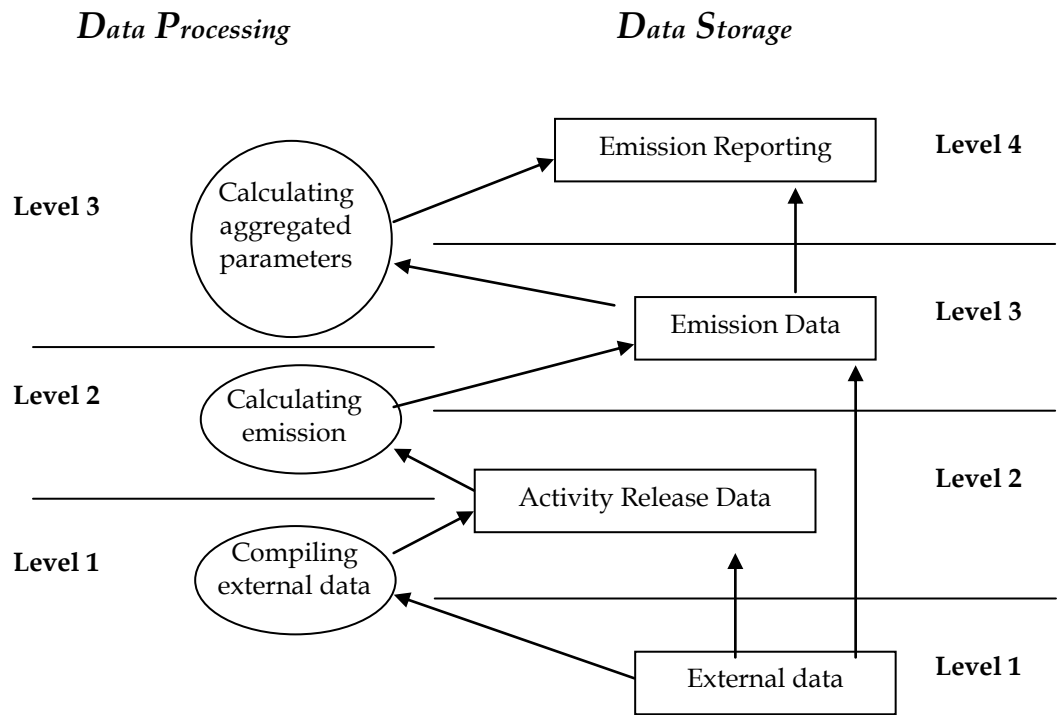 Data Processing
Data Storage
Emission Reporting
Level 4
Calculating
aggregated
parameters
Level 3
Emission Data
Level 3
Level 2
Calculating
emission
Activity Release Data
Level 2
Level 1
Compiling
external data
External data
Level 1